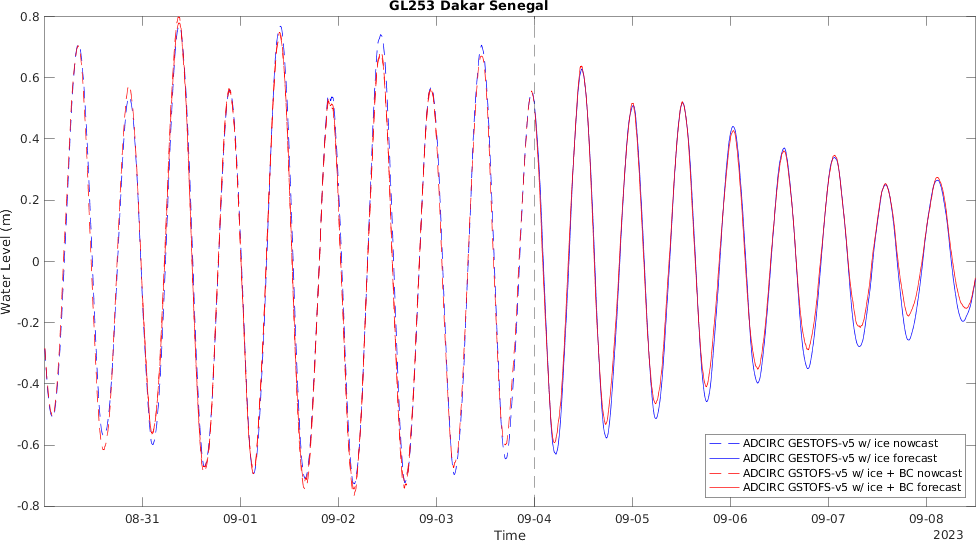 GL253 Dakar Senegal
0.8
0.6
0.4
0.2
0
-0.2
-0.4
-0.6
-0.8
Water Level (m)
ADCIRC GESTOFS-v5 w/ ice nowcast
ADCIRC GESTOFS-v5 w/ ice forecast
ADCIRC GSTOFS-v5 w/ ice + BC nowcast
ADCIRC GSTOFS-v5 w/ ice + BC forecast
08-31 09-01 09-02 09-03 09-04 09-05 09-06 09-07 09-08
Time
2023